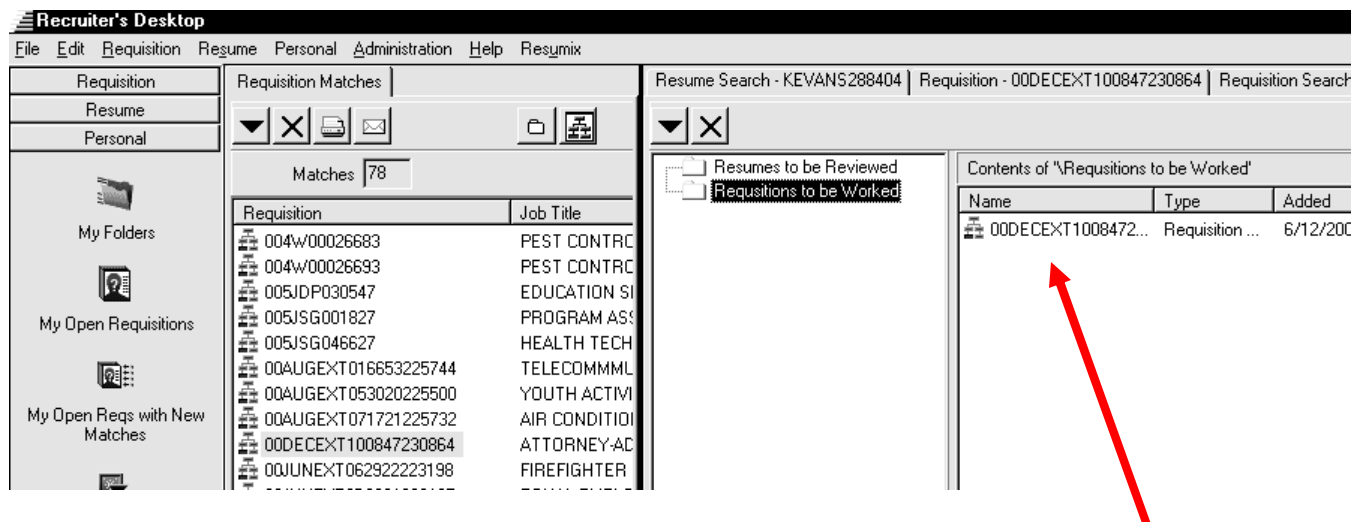 Recruiter's Desktop
File Edit Requisition Resume Personal Administration Help Resumix
Requisition
Resume
Personal
My Folders
My Open Requisitions
My Open Reqs with New
Matches
Requisition Matches
Matches 78
Requisition Job Title
004W00026683 PEST CONTRO
004W00026693 PEST CONTRO
005JDP030547 EDUCATION S
005JSG001827 PROGRAM ASS
005JSG046627 HEALTH TECH
00AUGEXT016653225744 TELECOMMMU
00AUGEXT053020225500 YOUTH ACTIVI
00AUGEXT071721225732 AIR CONDITIO
00DECEXT100847230864 ATTORNEY-AD
00JUNEXT062922223198 FIREFIGHTER
Resume Search - KEVANS288404 Requisition - 00DECEXT100847230864 Requisition Search
Resumes to be Reviewed
Requsitions to be Worked
Contents of "\Requsitions to be Worked'
Name Type Added
00DECEXT1008472... Requisition ... 6/12/200